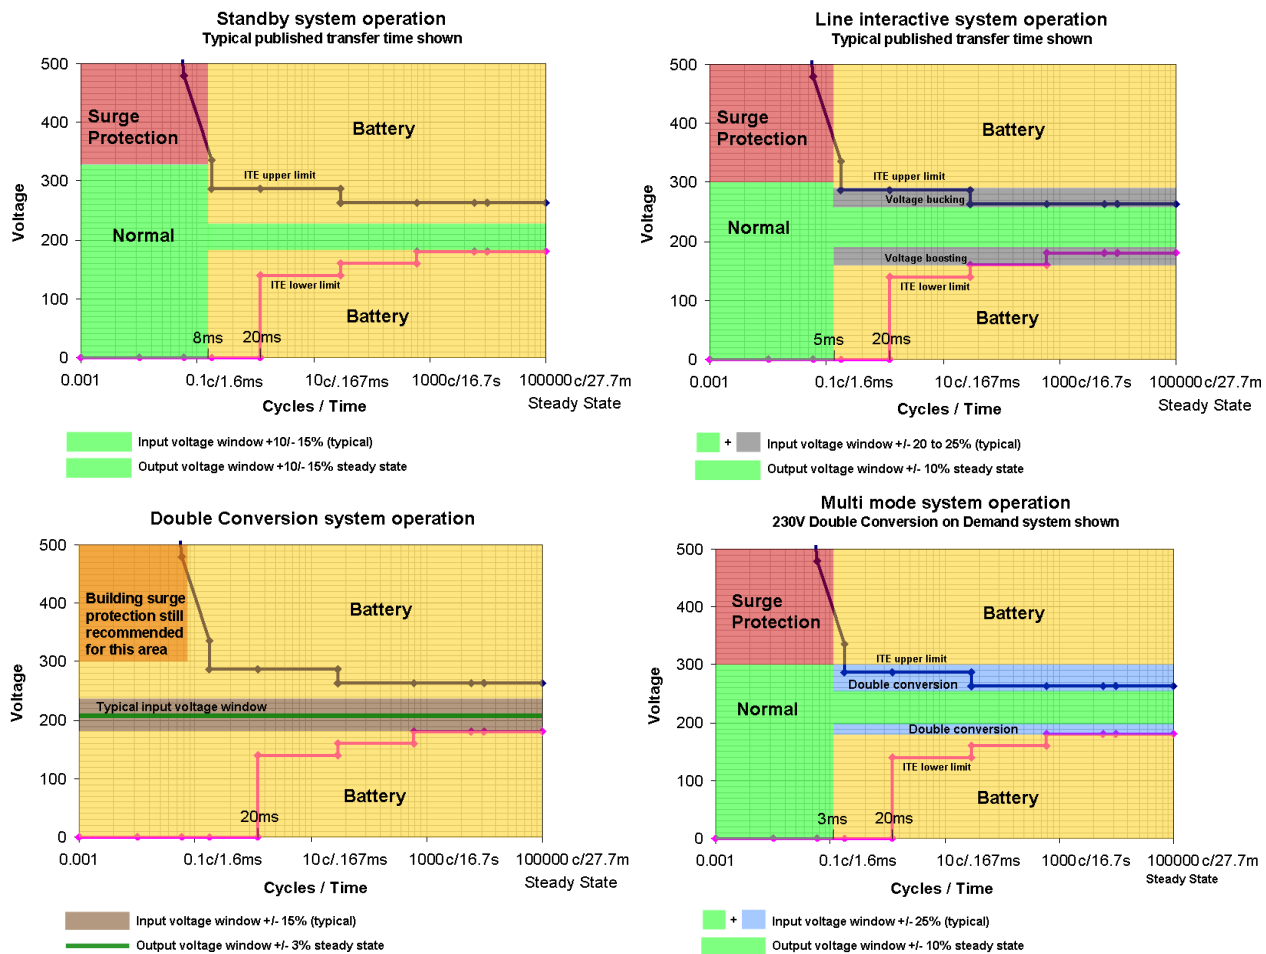 Standby system operation
Typical published transfer time shown
500
400
300
200
100
0
Voltage
Surge
Protection
Battery
ITE upper limit
Normal
ITE lower limit
Battery
8ms
20ms
0.001
0.1c/1.6ms
10c/.167ms
1000c/16.7s
100000c/27.7m
Cycles / Time
Steady State
Input voltage window +10/- 15% (typical)
Output voltage window +10/- 15% steady state
Line interactive system operation
Typical published transfer time shown
500
400
300
200
100
0
Voltage
Surge
Protection
Battery
ITE upper limit
Voltage bucking
Normal
Voltage boosting
ITE lower limit
Battery
5ms
20ms
0.001
0.1c/1.6ms
10c/.167ms
1000c/16.7s
100000c/27.7m
Cycles / Time
Steady State
+
Input voltage window +/- 20 to 25% (typical)
Output voltage window +/- 10% steady state
Double Conversion system operation
500
400
300
200
100
0
Voltage
Building surge
protection still
recommended
for this area
Battery
Typical input voltage window
Battery
20ms
0.001
0.1c/1.6ms
10c/.167ms
1000c/16.7s
100000c/27.7m
Cycles / Time
Steady State
Input voltage window +/- 15% (typical)
Output voltage window +/- 3% steady state
Multi mode system operation
230V Double Conversion on Demand system shown
500
400
300
200
100
0
Voltage
Surge
Protection
Battery
ITE upper limit
Double conversion
Normal
Double conversion
ITE lower limit
Battery
3ms
20ms
0.001
0.1c/1.6ms
10c/.167ms
1000c/16.7s
100000c/27.7m
Cycles / Time
Steady State
+
Input voltage window +/- 25% (typical)
Output voltage window +/- 10% steady state